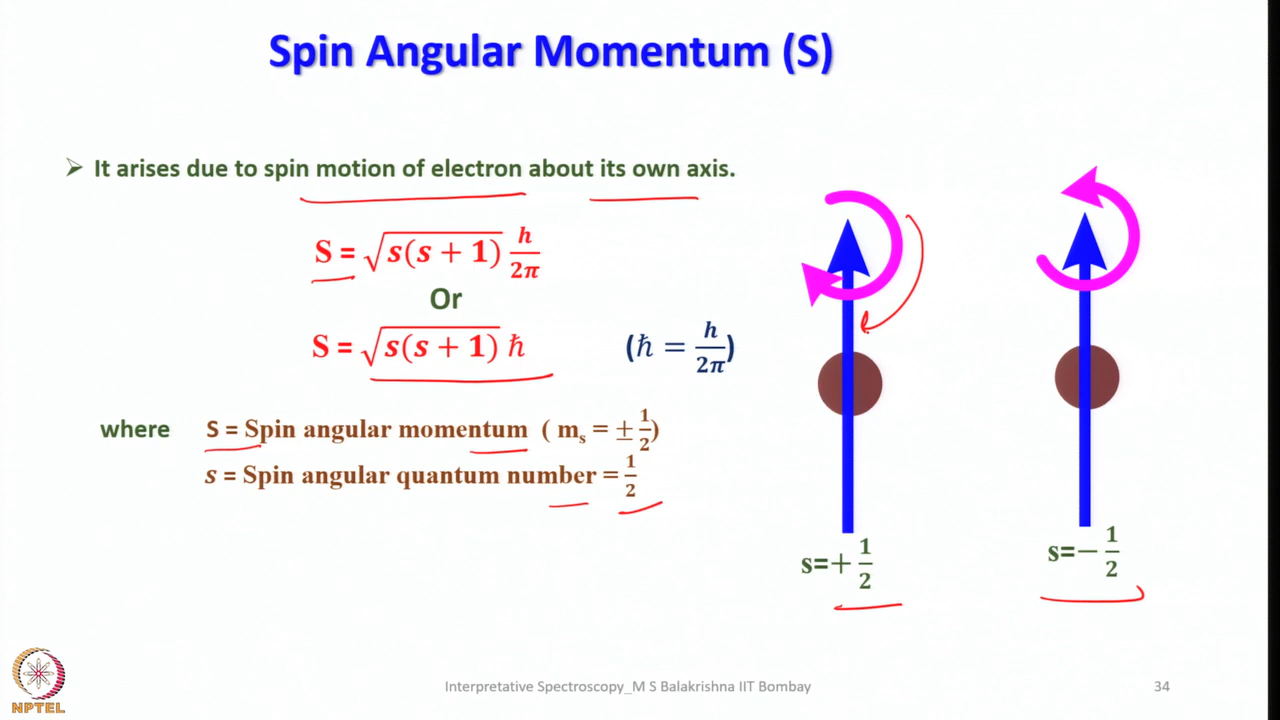 Spin Angular Momentum (S)
➢ It arises due to spin motion of electron about its own axis.
S = √s(s + 1) h/2π
Or
S = √s(s + 1) ħ (ħ = h/2π)
where S = Spin angular momentum ( mₛ = ± 1/2)
s = Spin angular quantum number = 1/2
s=+ 1/2
s=− 1/2
NPTEL
Interpretative Spectroscopy_M S Balakrishna IIT Bombay
34